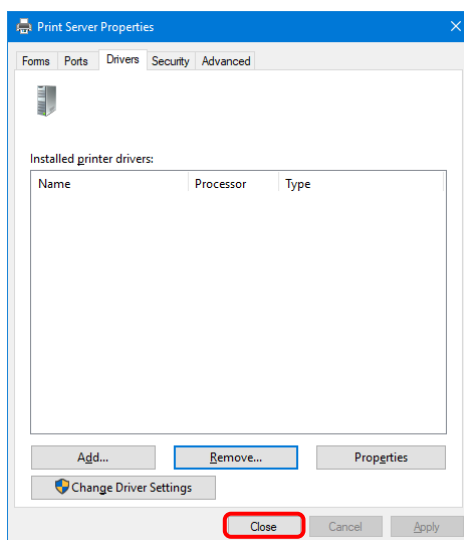 Print Server Properties
Forms Ports Drivers Security Advanced
Installed printer drivers:
Name Processor Type
Add... Remove... Properties
Change Driver Settings
Close Cancel Apply